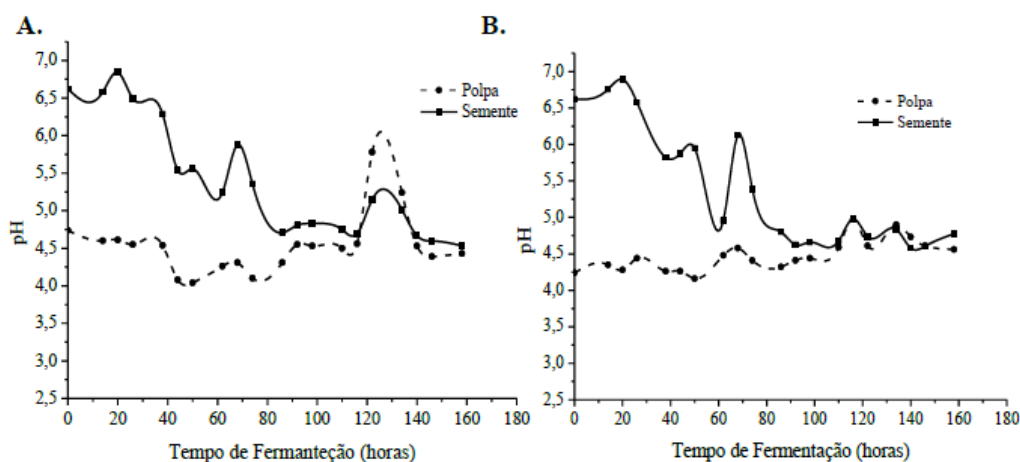 A.
7,0
6,5
6,0
5,5
5,0
4,5
4,0
3,5
3,0
2,5
pH
0 20 40 60 80 100 120 140 160 180
Tempo de Fermanteção (horas)
Polpa
Semente
B.
7,0
6,5
6,0
5,5
5,0
4,5
4,0
3,5
3,0
2,5
pH
0 20 40 60 80 100 120 140 160 180
Tempo de Fermentação (horas)
Polpa
Semente